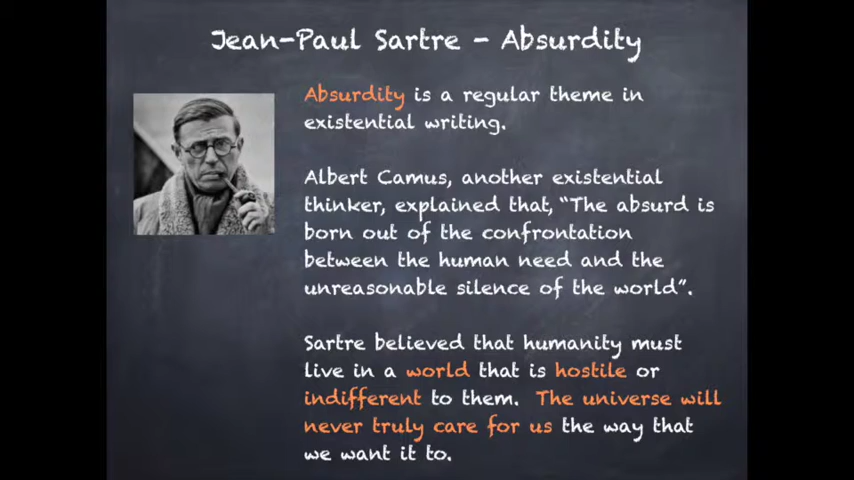 Jean-Paul Sartre - Absurdity
Absurdity is a regular theme in
existential writing.
Albert Camus, another existential
thinker, explained that, “The absurd is
born out of the confrontation
between the human need and the
unreasonable silence of the world”.
Sartre believed that humanity must
live in a world that is hostile or
indifferent to them. The universe will
never truly care for us the way that
we want it to.